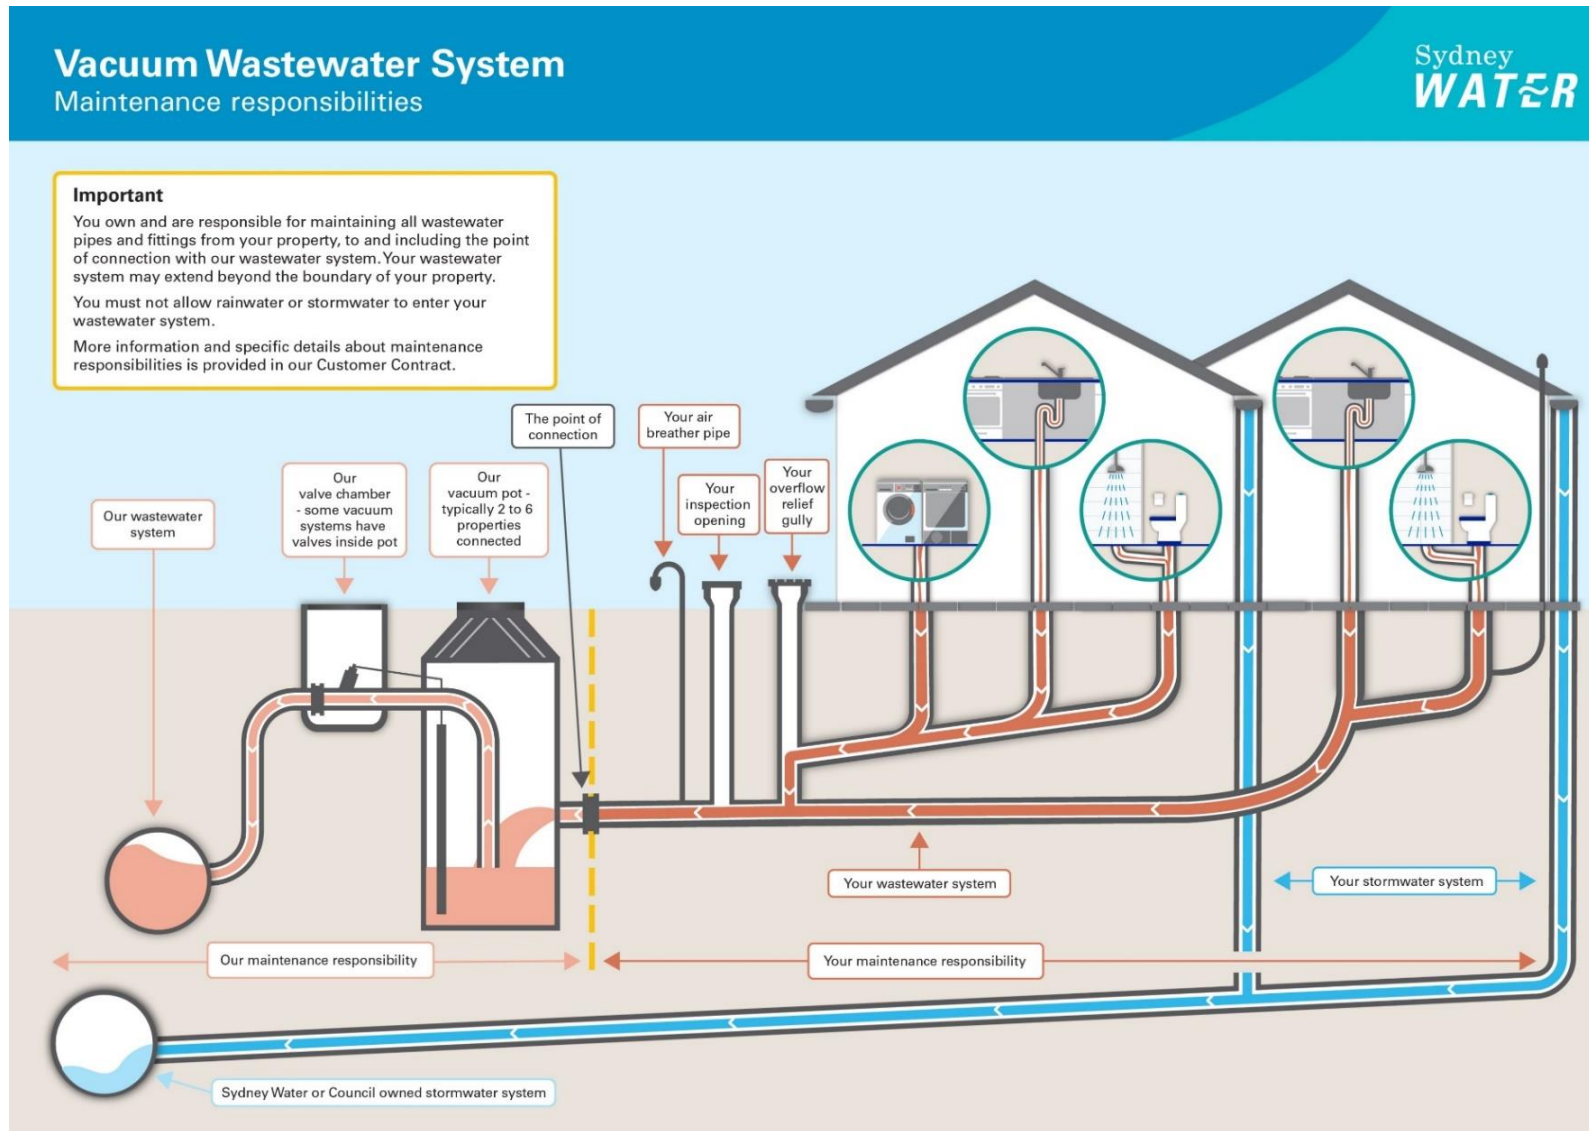 Vacuum Wastewater System
Maintenance responsibilities
Sydney
WATER
Important
You own and are responsible for maintaining all wastewater
pipes and fittings from your property, to and including the point
of connection with our wastewater system. Your wastewater
system may extend beyond the boundary of your property.
You must not allow rainwater or stormwater to enter your
wastewater system.
More information and specific details about maintenance
responsibilities is provided in our Customer Contract.
Our wastewater
system
Our
valve chamber
- some vacuum
systems have
valves inside pot
Our
vacuum pot -
typically 2 to 6
properties
connected
The point of
connection
Your air
breather pipe
Your
inspection
opening
Your
overflow
relief
gully
Your wastewater system
Your stormwater system
Our maintenance responsibility
Your maintenance responsibility
Sydney Water or Council owned stormwater system